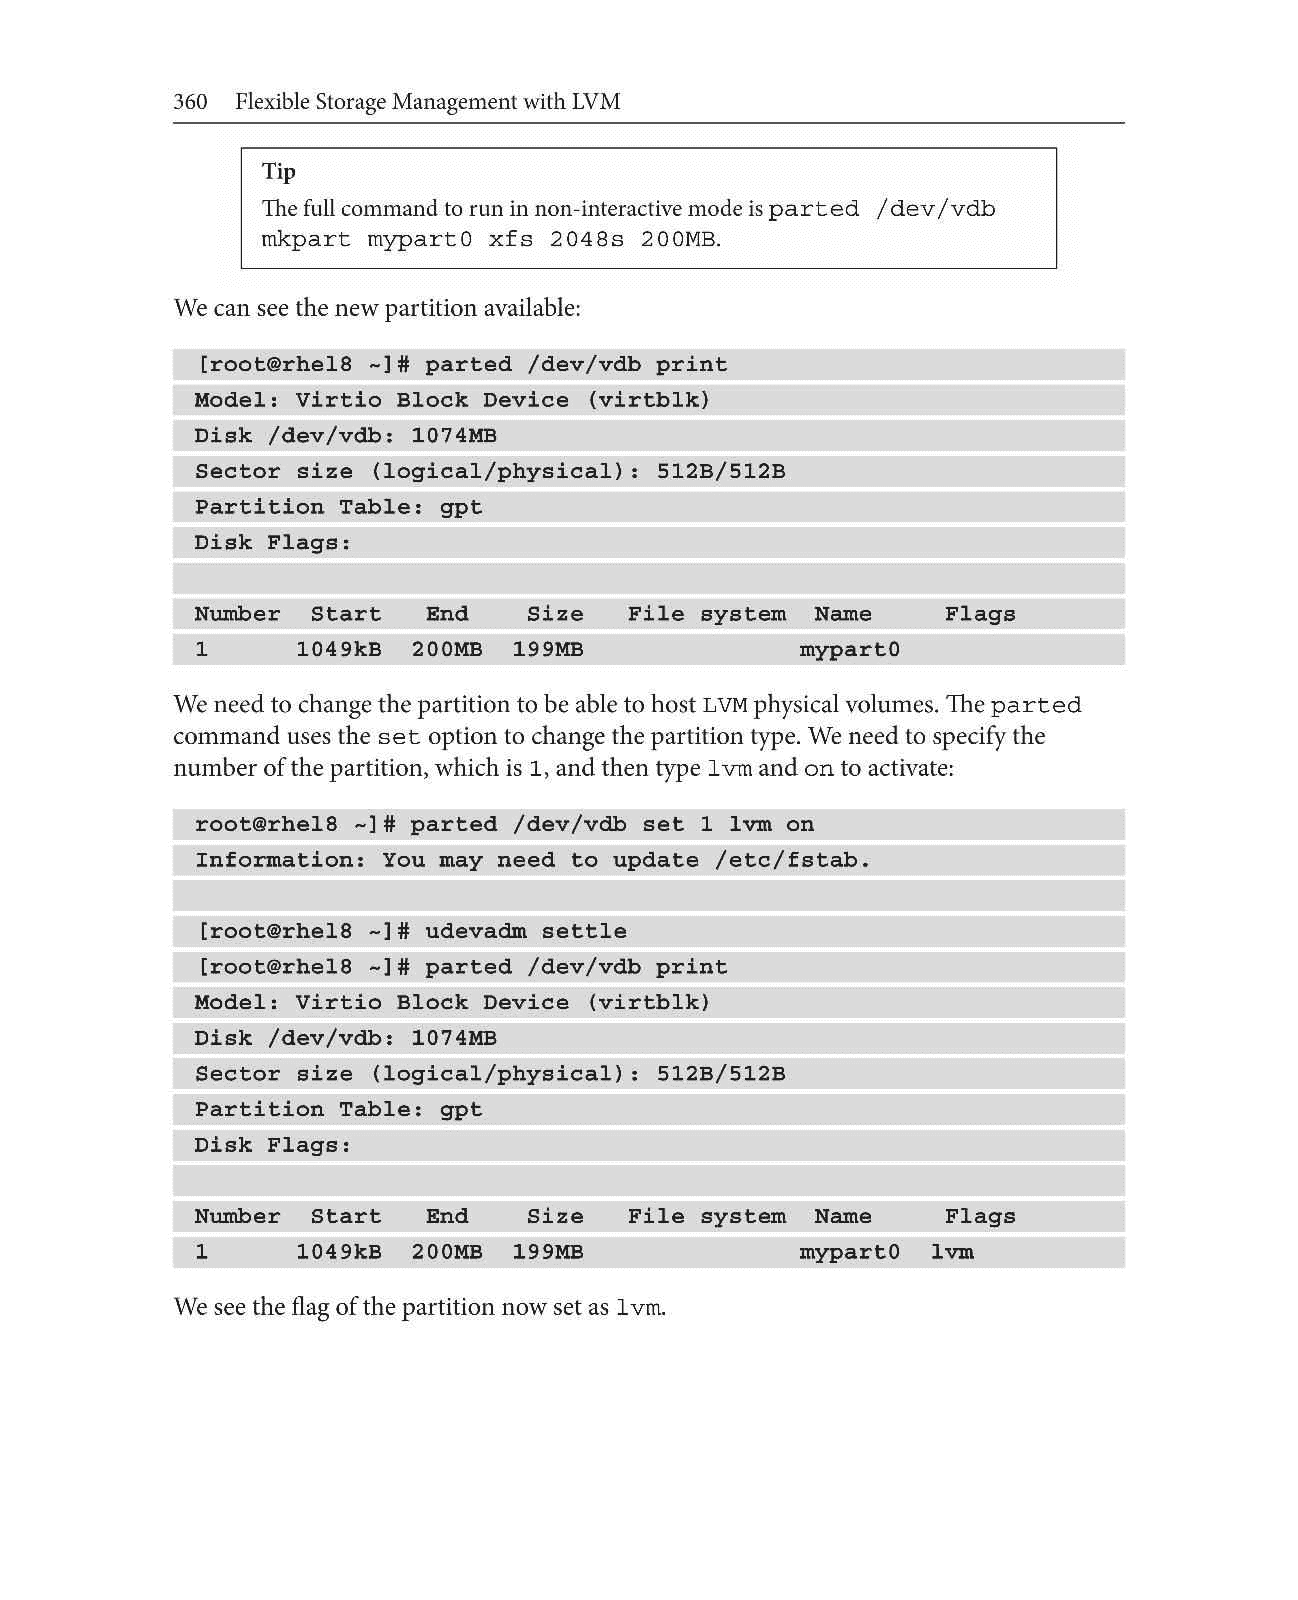 360 Flexible Storage Management with LVM
Tip
The full command to run in non-interactive mode is parted /dev/vdb
mkpart mypart0 xfs 2048s 200MB.
We can see the new partition available:
[root@rhel8 ~]# parted /dev/vdb print
Model: Virtio Block Device (virtblk)
Disk /dev/vdb: 1074MB
Sector size (logical/physical): 512B/512B
Partition Table: gpt
Disk Flags:
Number  Start   End    Size   File system  Name     Flags
1      1049kB  200MB  199MB               mypart0
We need to change the partition to be able to host LVM physical volumes. The parted
command uses the set option to change the partition type. We need to specify the
number of the partition, which is 1, and then type lvm and on to activate:
root@rhel8 ~]# parted /dev/vdb set 1 lvm on
Information: You may need to update /etc/fstab.
[root@rhel8 ~]# udevadm settle
[root@rhel8 ~]# parted /dev/vdb print
Model: Virtio Block Device (virtblk)
Disk /dev/vdb: 1074MB
Sector size (logical/physical): 512B/512B
Partition Table: gpt
Disk Flags:
Number  Start   End    Size   File system  Name     Flags
1      1049kB  200MB  199MB               mypart0  lvm
We see the flag of the partition now set as lvm.